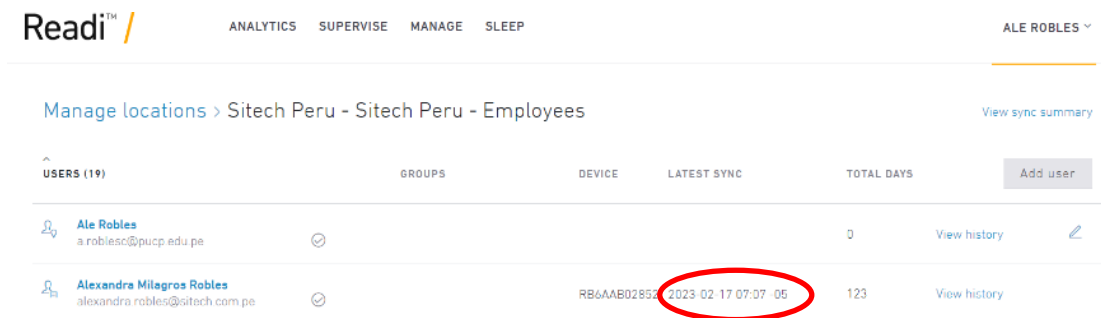 Readi™/ ANALYTICS SUPERVISE MANAGE SLEEP ALE ROBLES
Manage locations > Sitech Peru - Sitech Peru - Employees View sync summary
USERS (19) GROUPS DEVICE LATEST SYNC TOTAL DAYS Add user
Ale Robles
a.roblesc@pucp.edu.pe 0 View history
Alexandra Milagros Robles
alexandra.robles@sitech.com.pe RB6AAB02852 2023-02-17 07:07 -05 123 View history